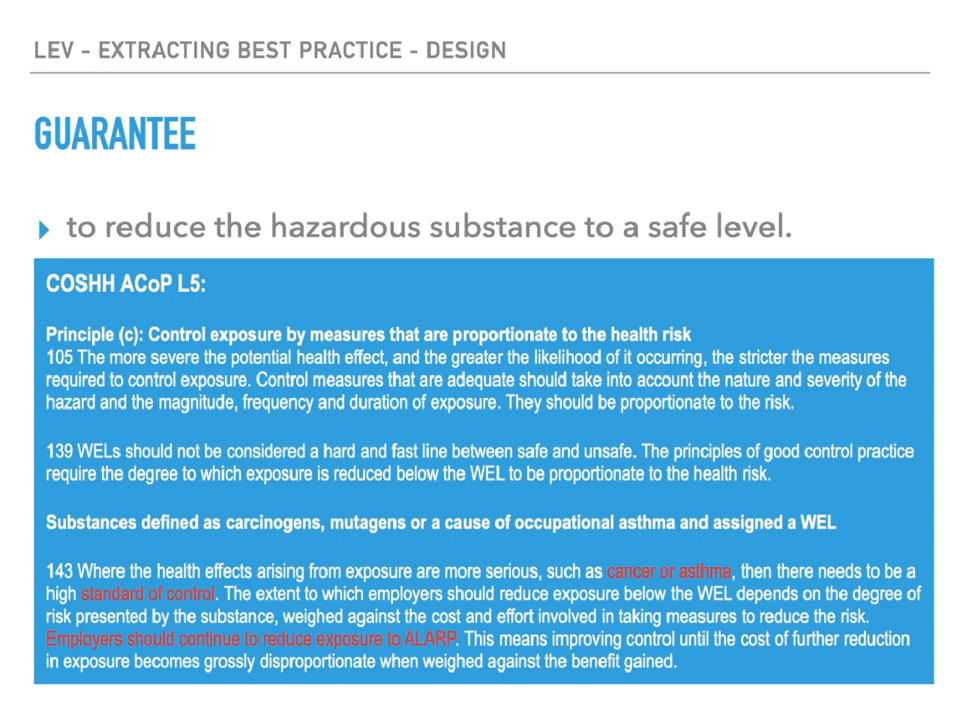 LEV - EXTRACTING BEST PRACTICE - DESIGN
GUARANTEE
to reduce the hazardous substance to a safe level.
COSHH ACoP L5:
Principle (c): Control exposure by measures that are proportionate to the health risk
105 The more severe the potential health effect, and the greater the likelihood of it occurring, the stricter the measures
required to control exposure. Control measures that are adequate should take into account the nature and severity of the
hazard and the magnitude, frequency and duration of exposure. They should be proportionate to the risk.
139 WELs should not be considered a hard and fast line between safe and unsafe. The principles of good control practice
require the degree to which exposure is reduced below the WEL to be proportionate to the health risk.
Substances defined as carcinogens, mutagens or a cause of occupational asthma and assigned a WEL
143 Where the health effects arising from exposure are more serious, such as cancer or asthma, then there needs to be a
high standard of control. The extent to which employers should reduce exposure below the WEL depends on the degree of
risk presented by the substance, weighed against the cost and effort involved in taking measures to reduce the risk.
Employers should continue to reduce exposure to ALARP. This means improving control until the cost of further reduction
in exposure becomes grossly disproportionate when weighed against the benefit gained.